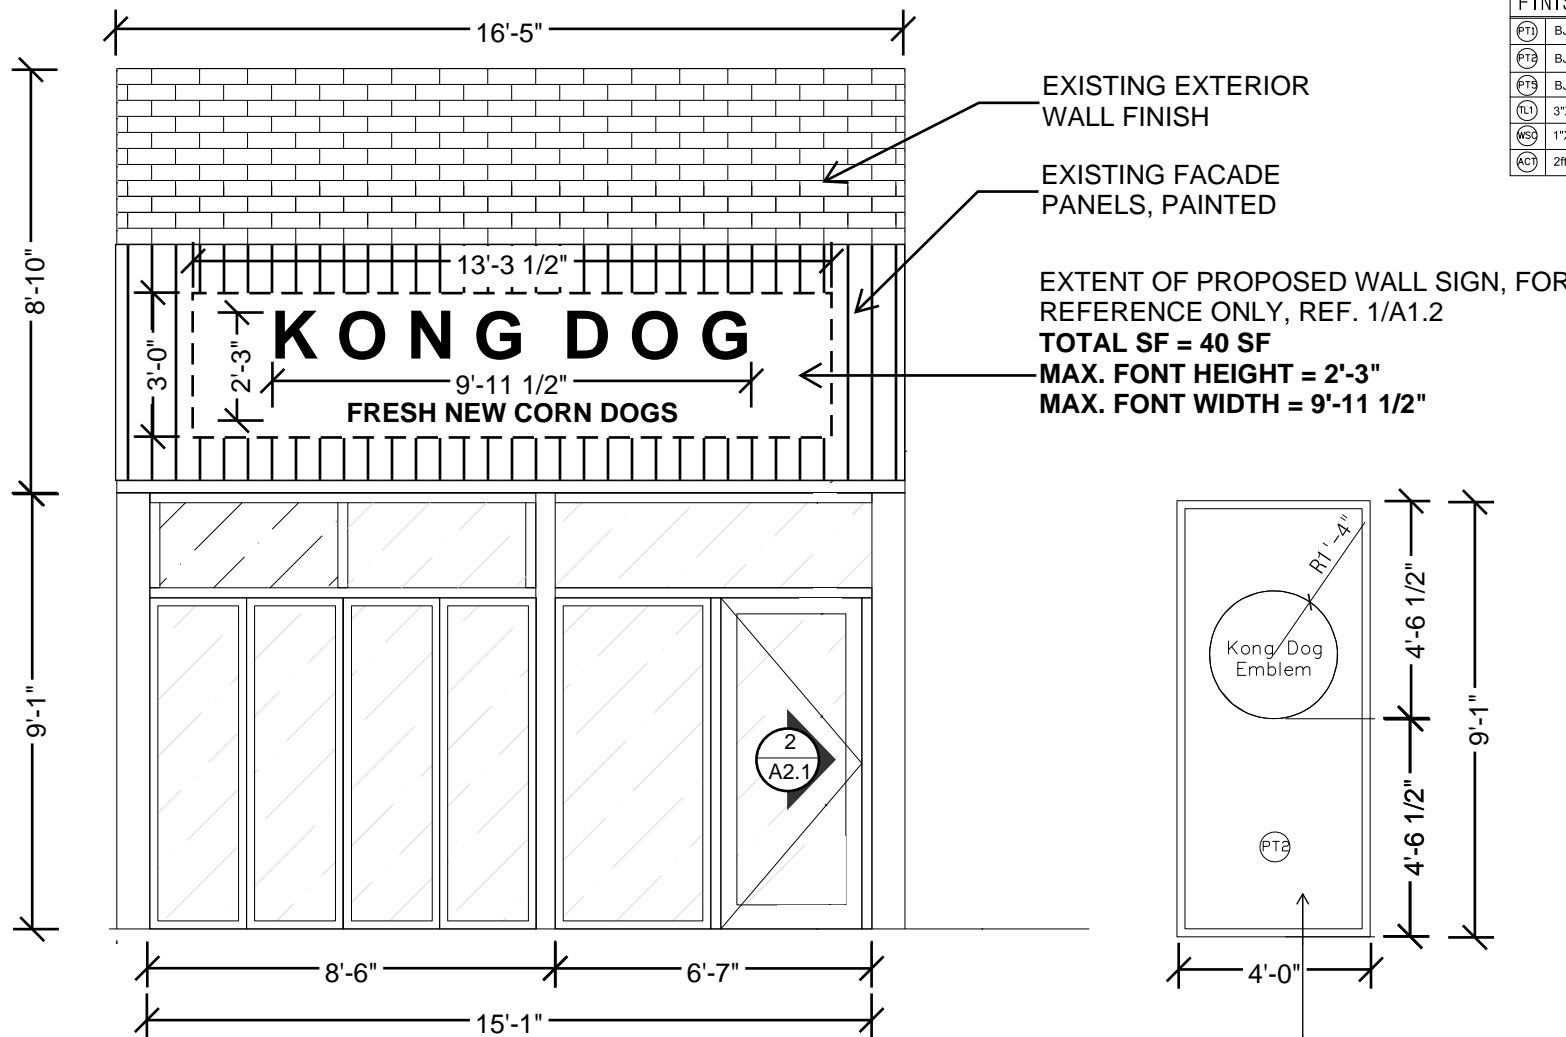 16'-5"
8'-10"
EXISTING EXTERIOR
WALL FINISH
EXISTING FACADE
PANELS, PAINTED
13'-3 1/2"
3'-0"
2'-3"
KONG DOG
9'-11 1/2"
FRESH NEW CORN DOGS
EXTENT OF PROPOSED WALL SIGN, FOR
REFERENCE ONLY, REF. 1/A1.2
TOTAL SF = 40 SF
MAX. FONT HEIGHT = 2'-3"
MAX. FONT WIDTH = 9'-11 1/2"
9'-1"
2
A2.1
8'-6"
6'-7"
15'-1"
R1'-4"
Kong Dog
Emblem
PT2
4'-6 1/2"
4'-6 1/2"
9'-1"
4'-0"
PT1
PT2
PT5
TL1
WSC
ACT